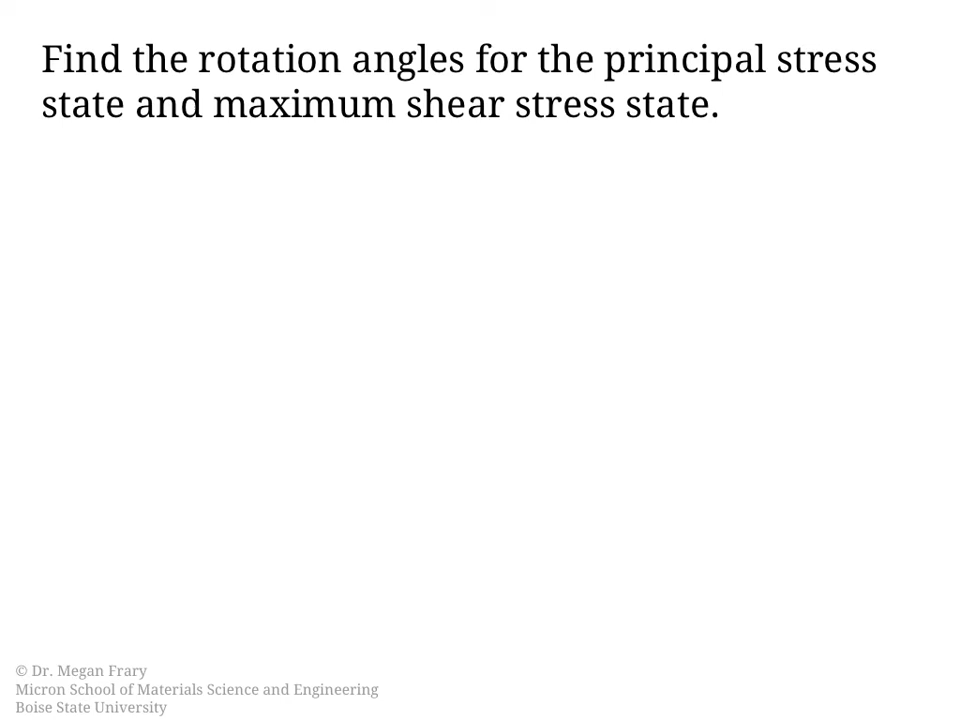 Find the rotation angles for the principal stress
state and maximum shear stress state.
© Dr. Megan Frary
Micron School of Materials Science and Engineering
Boise State University